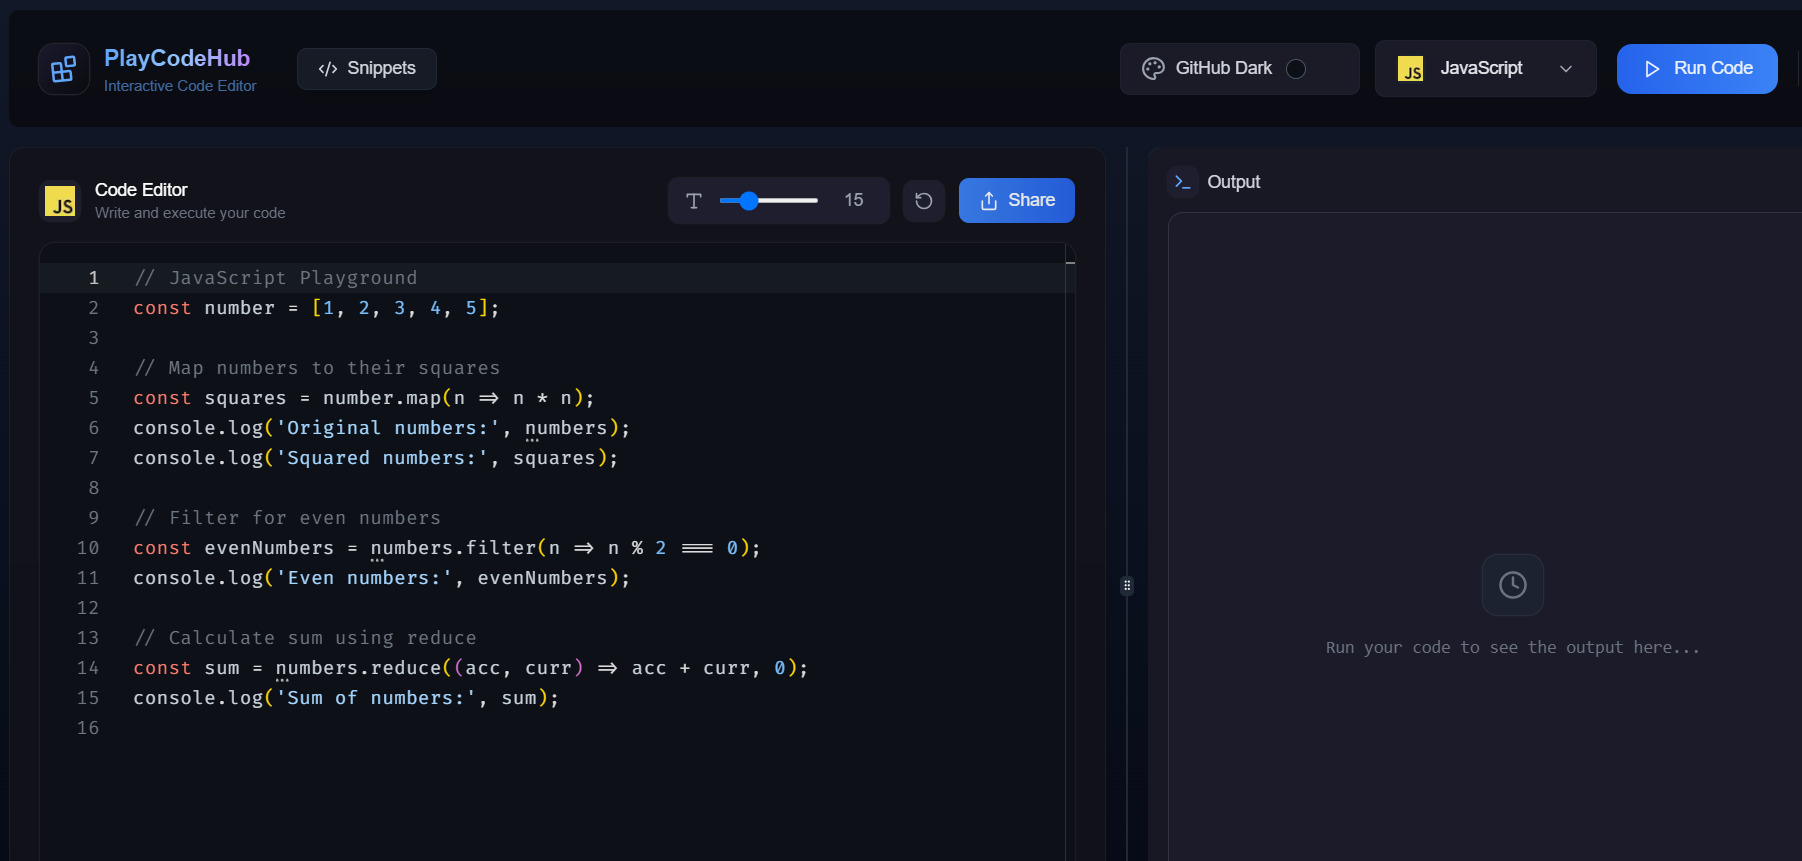 PlayCodeHub
Interactive Code Editor
</> Snippets
GitHub Dark
JS
JavaScript
Run Code
JS
Code Editor
Write and execute your code
T
15
Share
Output
1 // JavaScript Playground
2 const number = [1, 2, 3, 4, 5];
3
4 // Map numbers to their squares
5 const squares = number.map(n => n * n);
6 console.log('Original numbers:', numbers);
7 console.log('Squared numbers:', squares);
8
9 // Filter for even numbers
10 const evenNumbers = numbers.filter(n => n % 2 === 0);
11 console.log('Even numbers:', evenNumbers);
12
13 // Calculate sum using reduce
14 const sum = numbers.reduce((acc, curr) => acc + curr, 0);
15 console.log('Sum of numbers:', sum);
16
Run your code to see the output here...